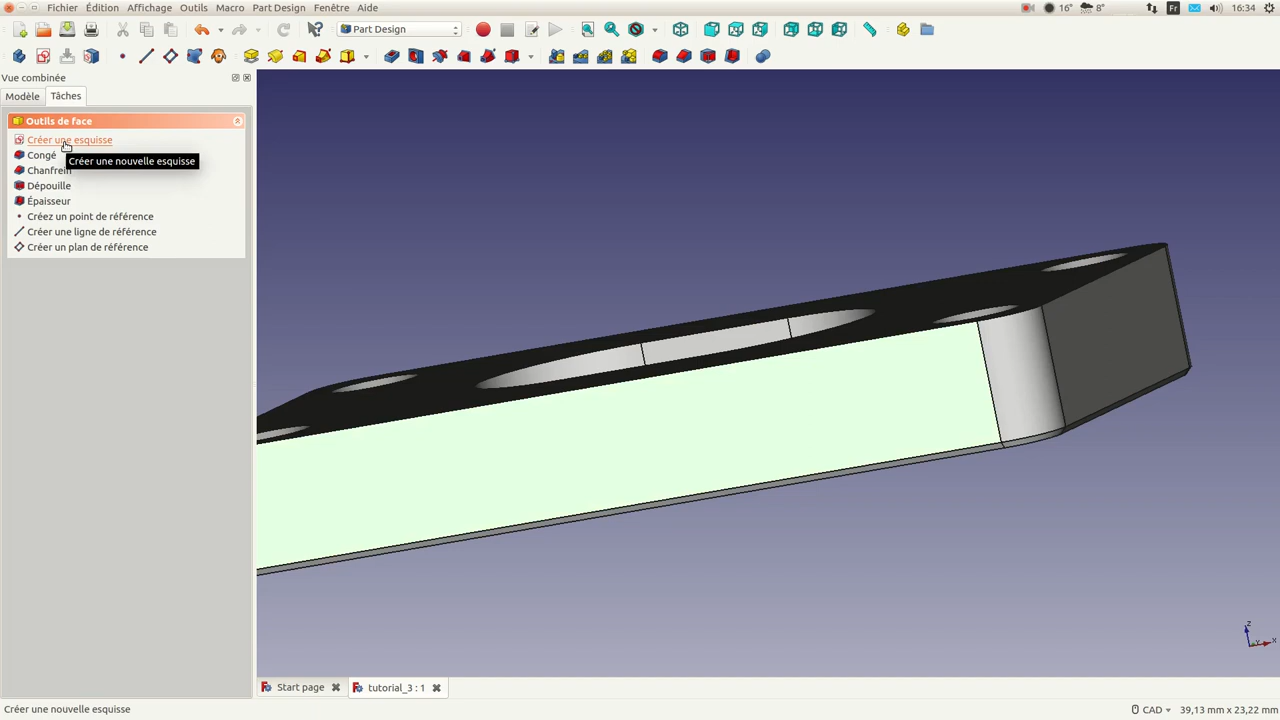 Fichier Édition Affichage Outils Macro Part Design Fenêtre Aide 16° 8° Fr 16:34
Part Design
Vue combinée
Modèle Tâches
Outils de face
Créer une esquisse
Créer une nouvelle esquisse
Congé
Chanfrein
Dépouille
Épaisseur
Créez un point de référence
Créer une ligne de référence
Créer un plan de référence
Z
Y
X
Start page tutorial_3 : 1
Créer une nouvelle esquisse CAD 39,13 mm x 23,22 mm